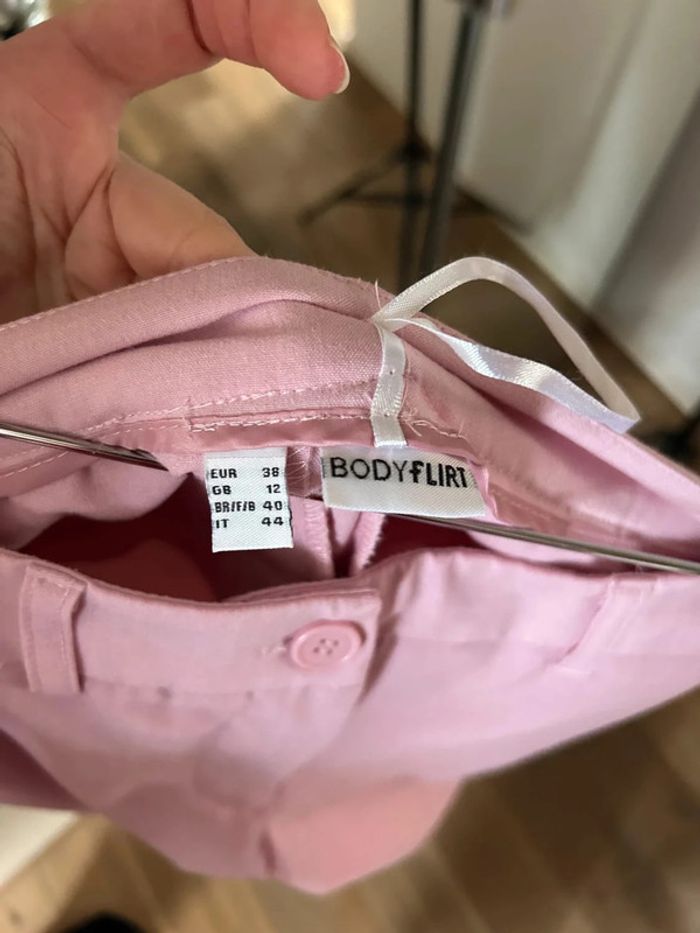 EUR 38
GB 12
BR/F/B 40
IT 44
BODYfLIRT